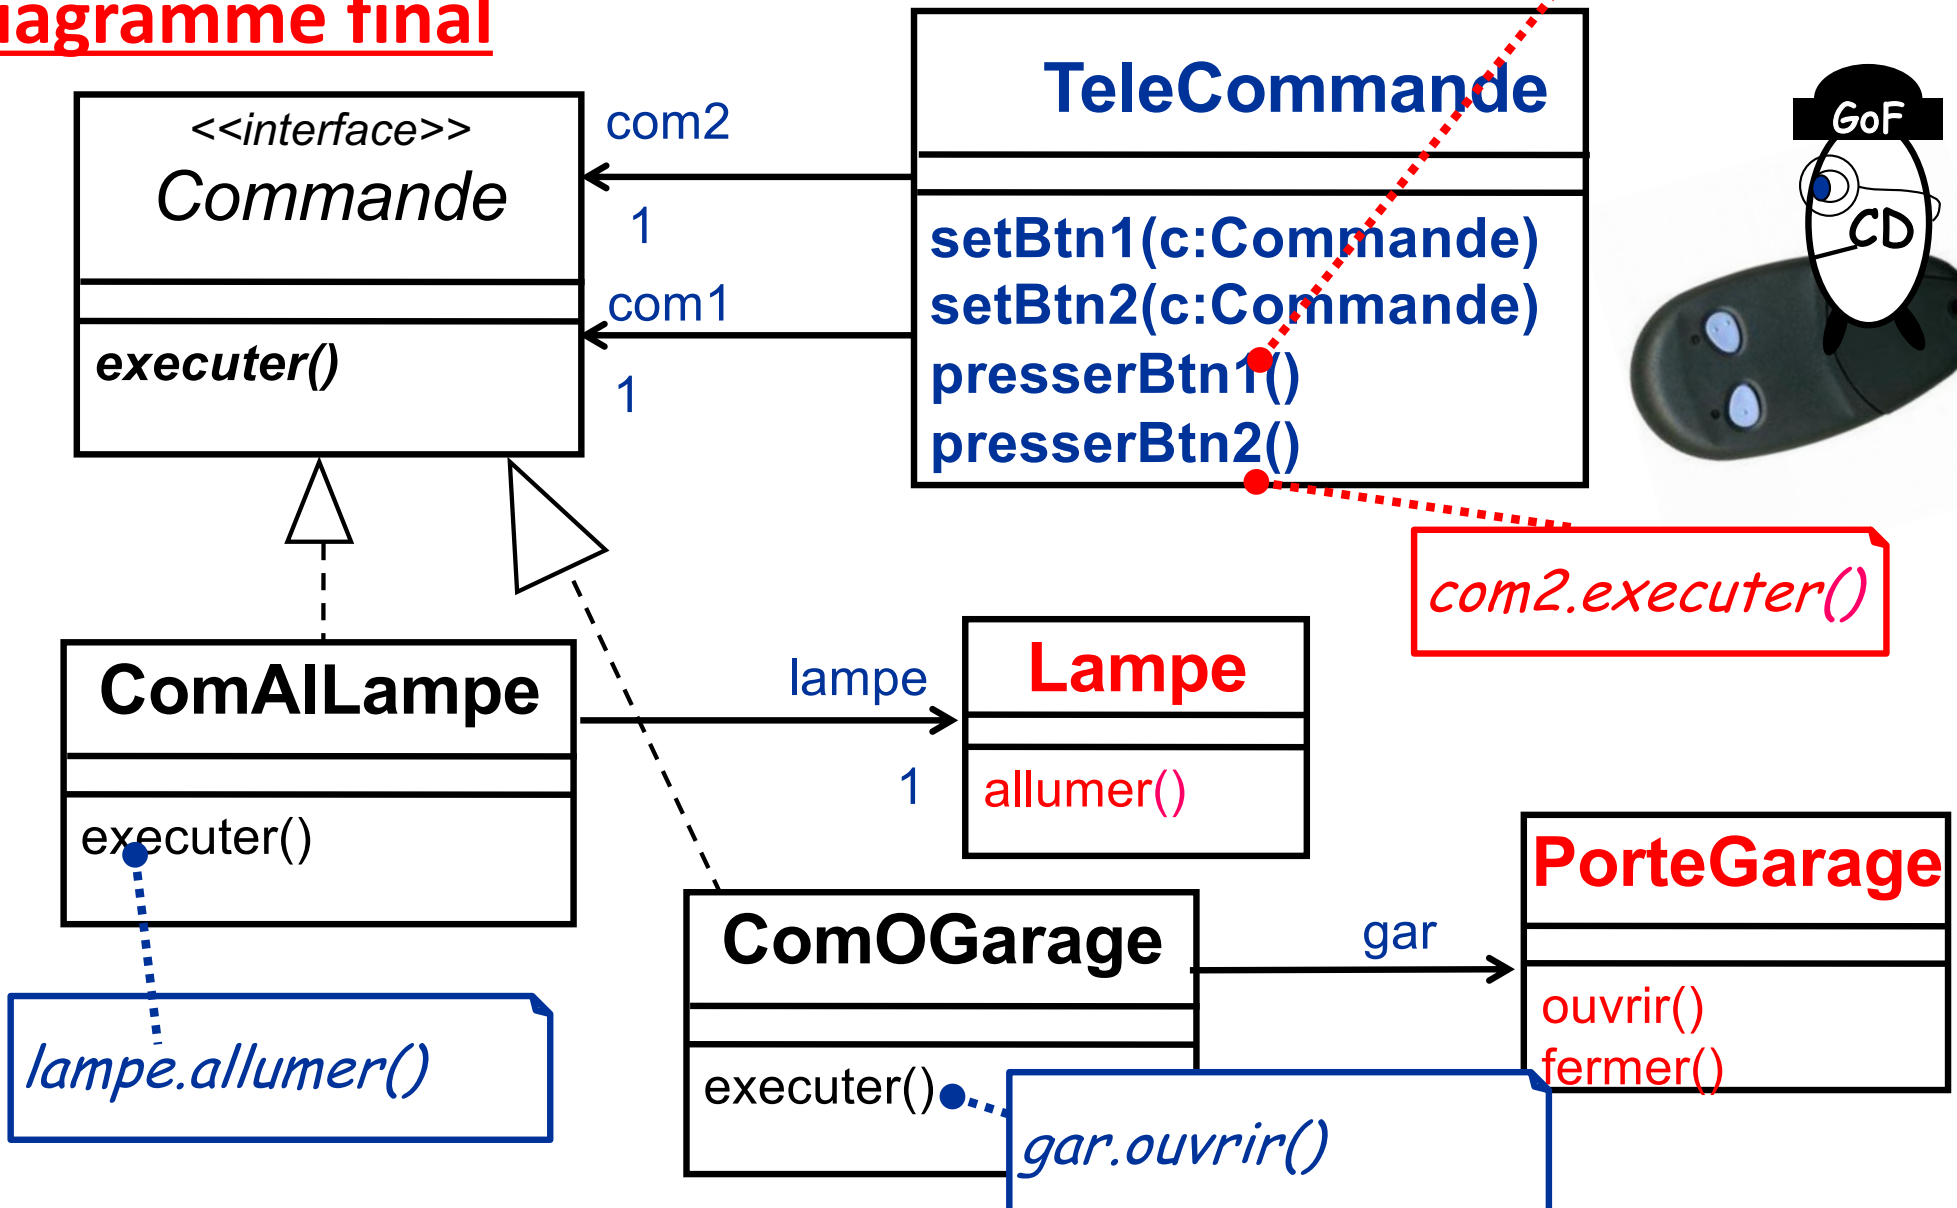 iagramme final
<<interface>>
Commande
executer()
com2
1
com1
1
TeleCommande
setBtn1(c:Commande)
setBtn2(c:Commande)
presserBtn1()
presserBtn2()
GoF
CD
com2.executer()
ComAlLampe
executer()
lampe
1
Lampe
allumer()
lampe.allumer()
ComOGarage
executer()
gar
PorteGarage
ouvrir()
fermer()
gar.ouvrir()